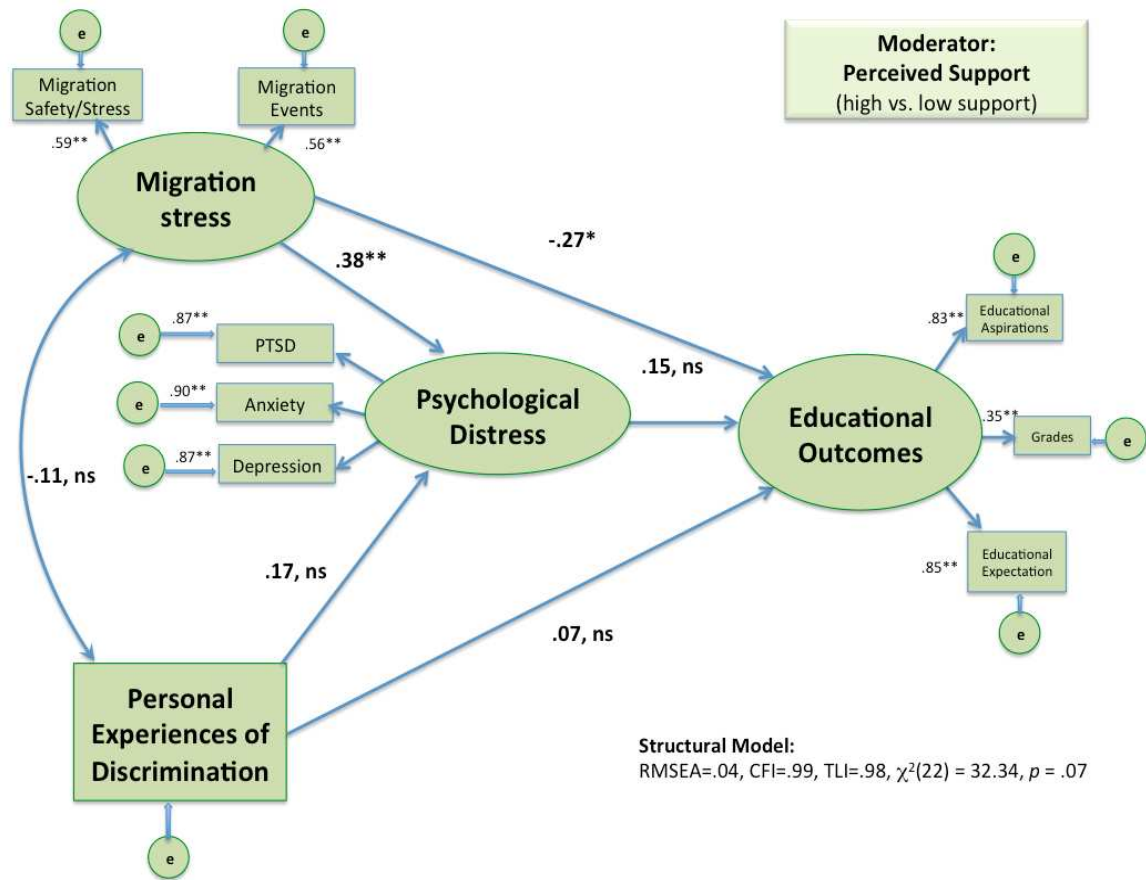 e
e
Migration
Safety/Stress
Migration
Events
.59**
.56**
Moderator:
Perceived Support
(high vs. low support)
Migration
stress
-.27*
.38**
e
Educational
Aspirations
.83**
e
.87**
PTSD
e
.90**
Anxiety
e
.87**
Depression
Psychological
Distress
.15, ns
Educational
Outcomes
.35**
Grades
e
-.11, ns
.17, ns
.07, ns
Educational
Expectation
.85**
e
Personal
Experiences of
Discrimination
e
Structural Model:
RMSEA=.04, CFI=.99, TLI=.98, χ²(22) = 32.34, p = .07